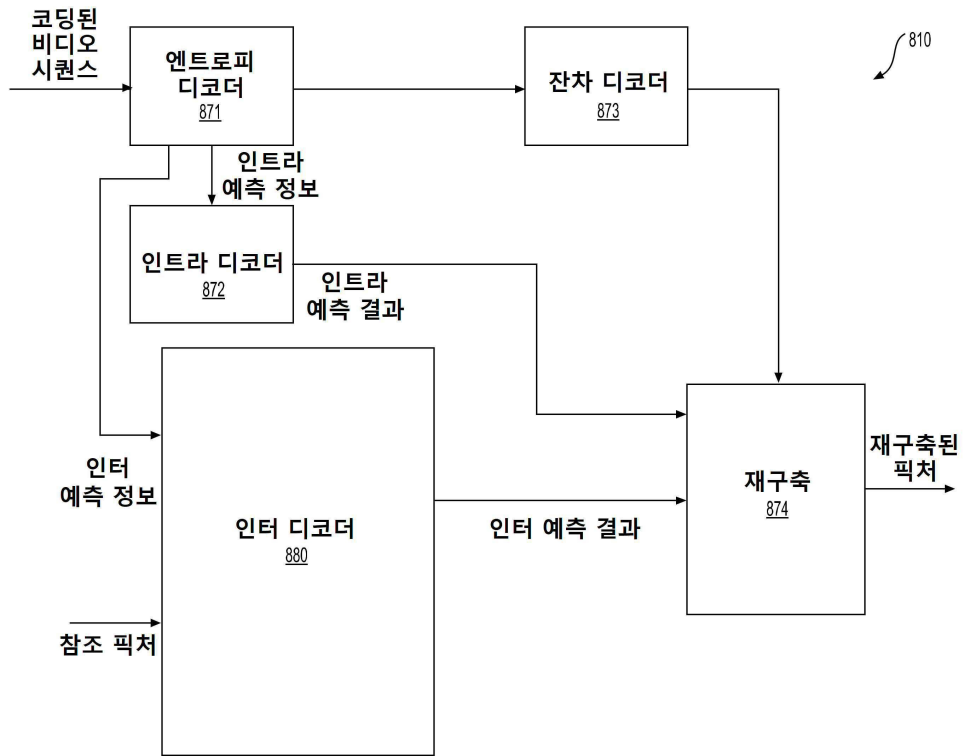 코딩된
비디오
시퀀스
엔트로피
디코더
871
잔차 디코더
873
810
인트라
예측 정보
인트라 디코더
872
인트라
예측 결과
인터
예측 정보
인터 디코더
880
인터 예측 결과
재구축
874
재구축된
픽처
참조 픽처